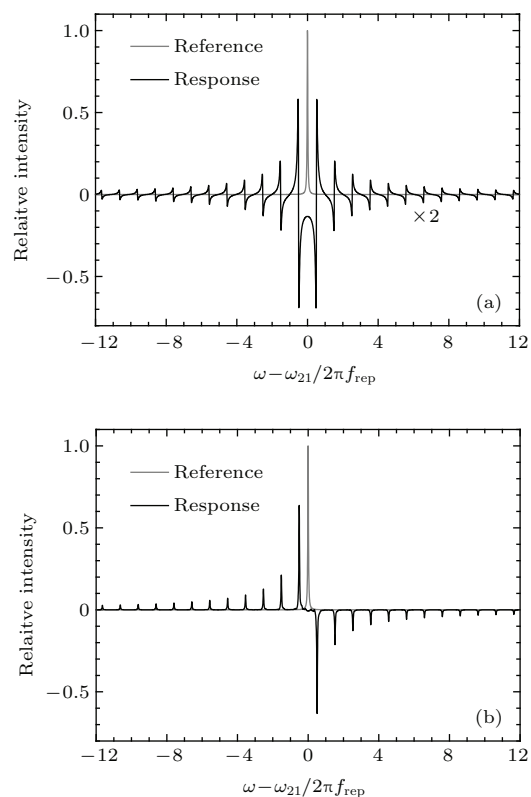 1.0
Reference
Response
0.5
0
−0.5
×2
(a)
−12 −8 −4 0 4 8 12
ω−ω21/2πfrep
Relaitve intensity
1.0
Reference
Response
0.5
0
−0.5
(b)
−12 −8 −4 0 4 8 12
ω−ω21/2πfrep
Relaitve intensity